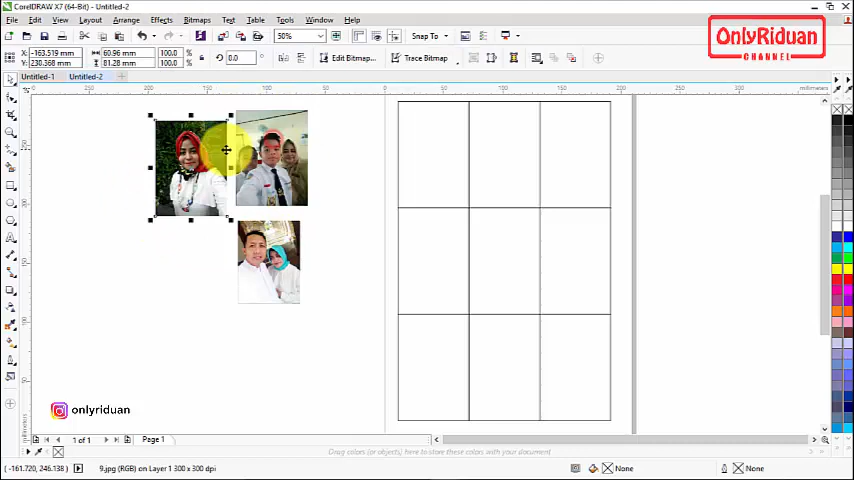 CorelDRAW X7 (64-Bit) - Untitled-2
File Edit View Layout Arrange Effects Bitmaps Text Table Tools Window Help
50% Snap To
X: -163.519 mm 60.96 mm 100.0 %
Y: 230.368 mm 81.28 mm 100.0 %
0.0 Edit Bitmap... Trace Bitmap
OnlyRiduan
CHANNEL
Untitled-1 Untitled-2
millimeters
onlyriduan
1 of 1 Page 1
Drag colors (or objects) here to store these colors with your document
(-161.720, 246.138) 9.jpg (RGB) on Layer 1 300 x 300 dpi None None